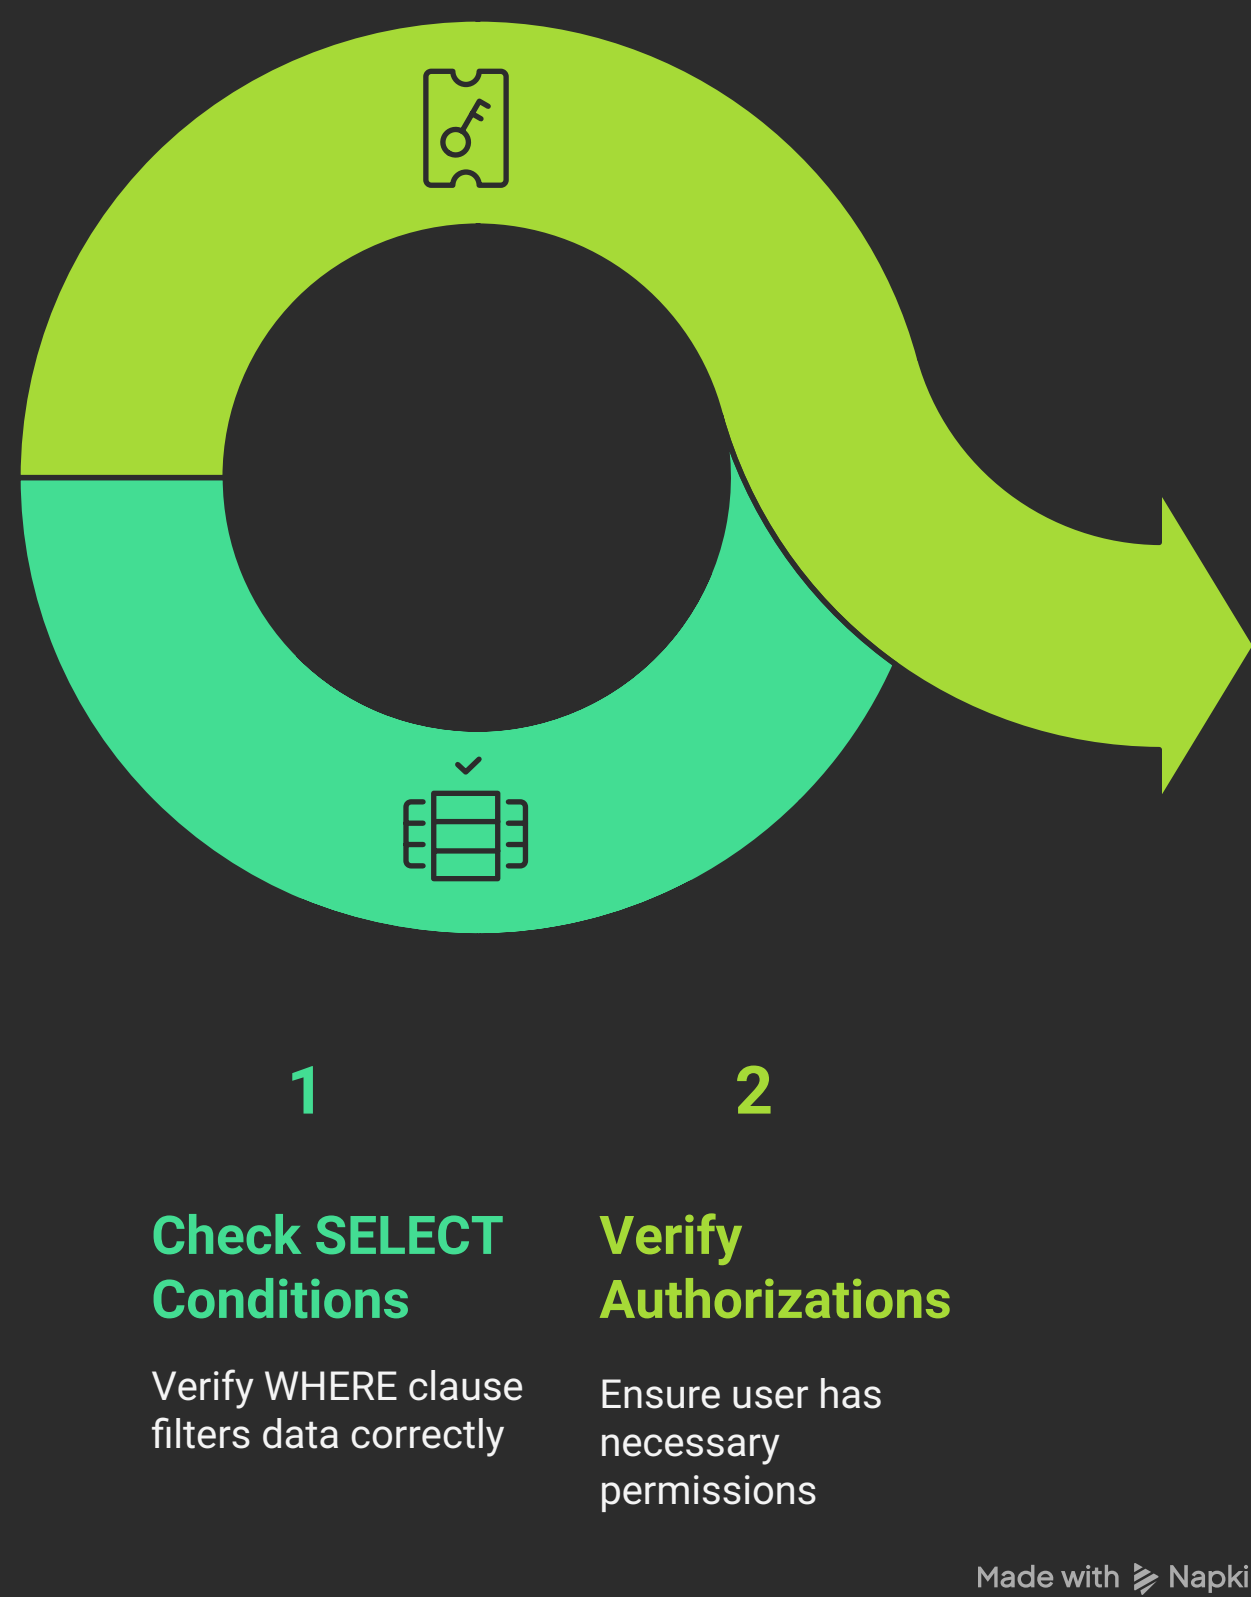 1
Check SELECT
Conditions
Verify WHERE clause
filters data correctly
2
Verify
Authorizations
Ensure user has
necessary
permissions
Made with Napki